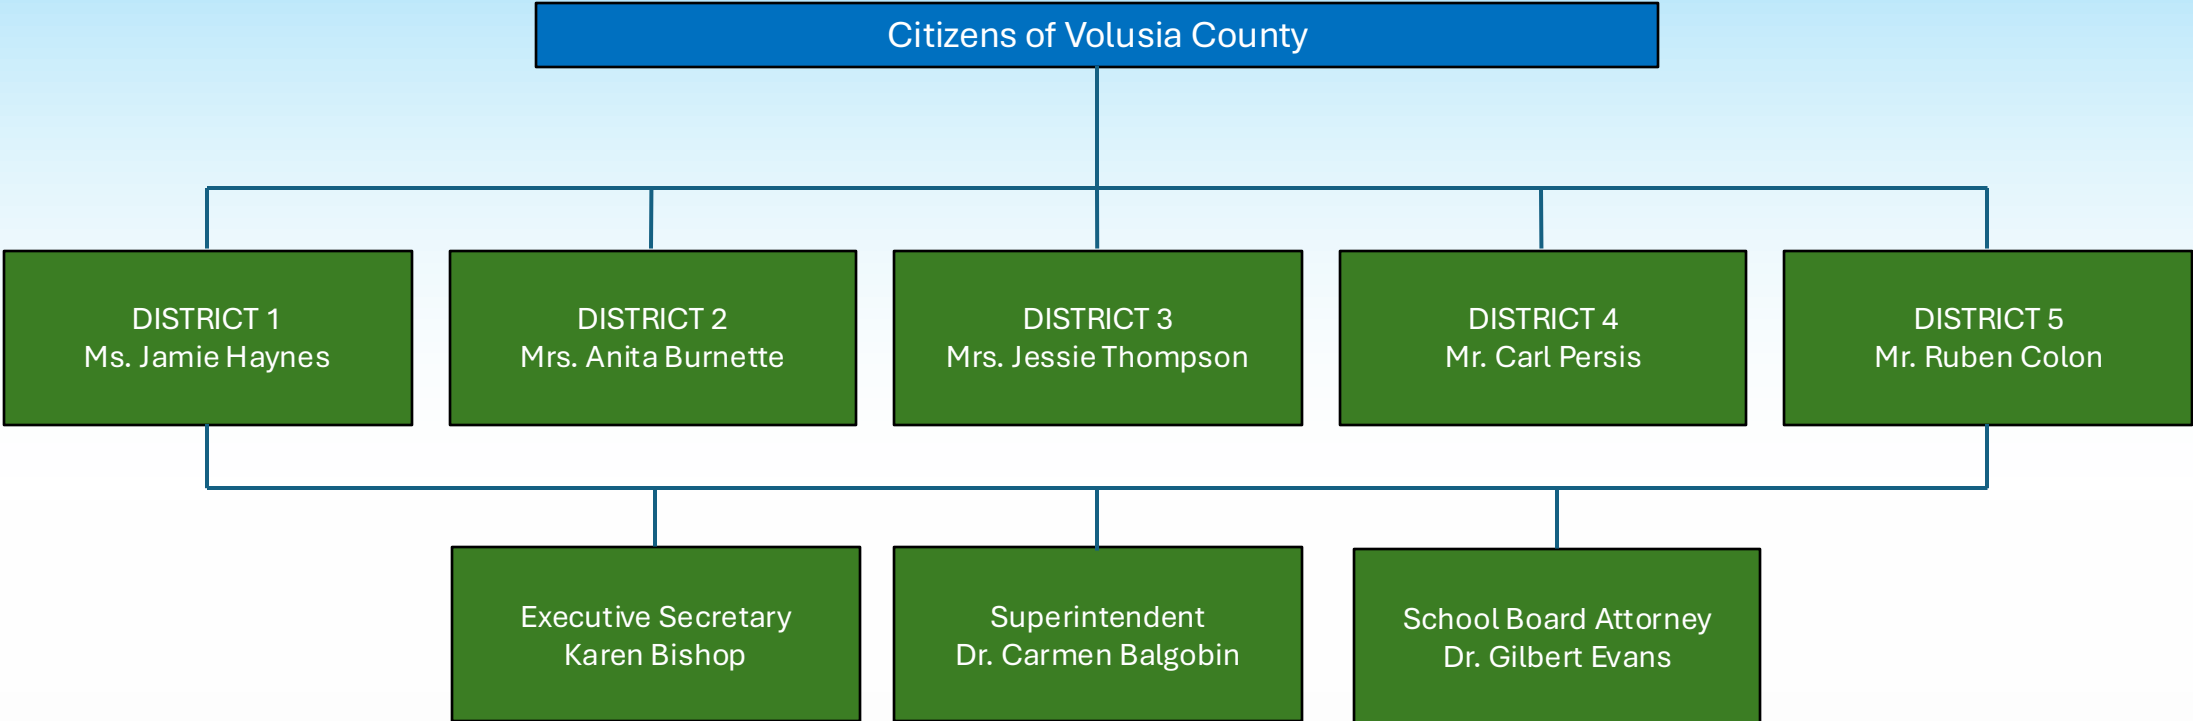 Citizens of Volusia County
DISTRICT 1
Ms. Jamie Haynes
DISTRICT 2
Mrs. Anita Burnette
DISTRICT 3
Mrs. Jessie Thompson
DISTRICT 4
Mr. Carl Persis
DISTRICT 5
Mr. Ruben Colon
Executive Secretary
Karen Bishop
Superintendent
Dr. Carmen Balgobin
School Board Attorney
Dr. Gilbert Evans